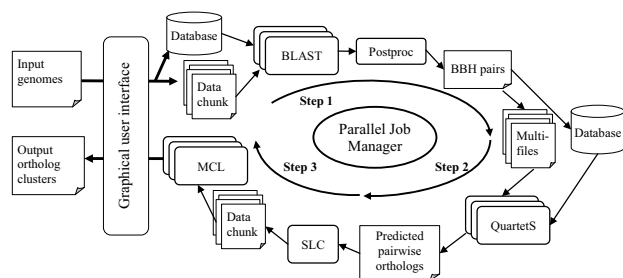 Input
genomes
Output
ortholog
clusters
Graphical user interface
Database
Data
chunk
BLAST
Postproc
BBH pairs
Step 1
Parallel Job
Manager
Step 3
Step 2
Multi-
files
Database
MCL
Data
chunk
SLC
Predicted
pairwise
orthologs
QuartetS